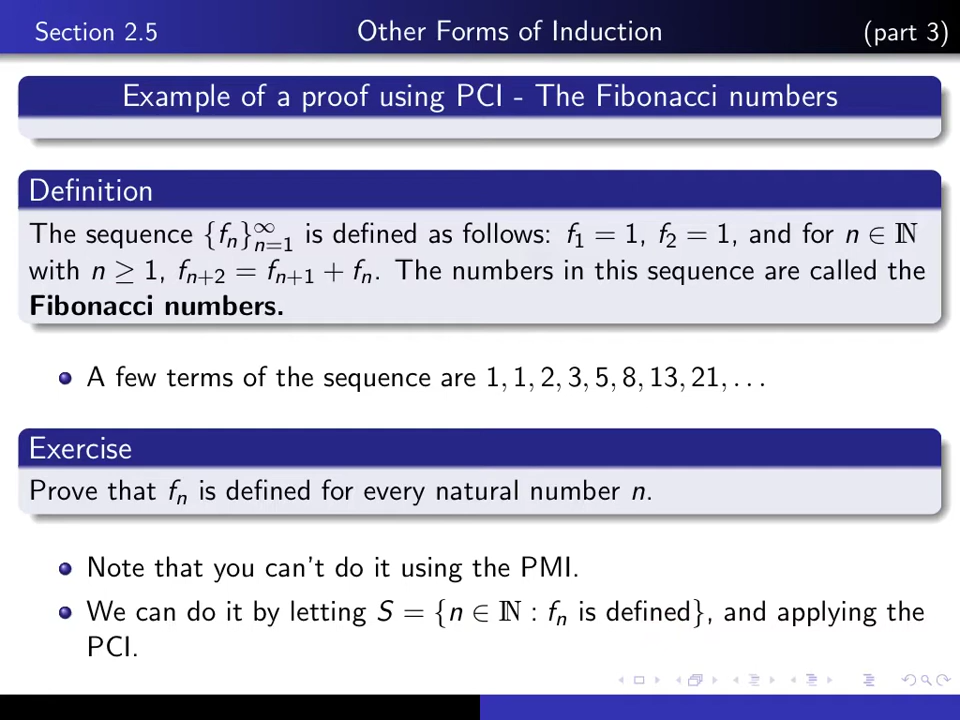 Section 2.5 Other Forms of Induction (part 3)
Example of a proof using PCI - The Fibonacci numbers
Definition
The sequence {fₙ}∞ₙ₌₁ is defined as follows: f₁ = 1, f₂ = 1, and for n ∈ ℕ
with n ≥ 1, fₙ₊₂ = fₙ₊₁ + fₙ. The numbers in this sequence are called the
Fibonacci numbers.
A few terms of the sequence are 1, 1, 2, 3, 5, 8, 13, 21, . . .
Exercise
Prove that fₙ is defined for every natural number n.
Note that you can't do it using the PMI.
We can do it by letting S = {n ∈ ℕ : fₙ is defined}, and applying the
PCI.